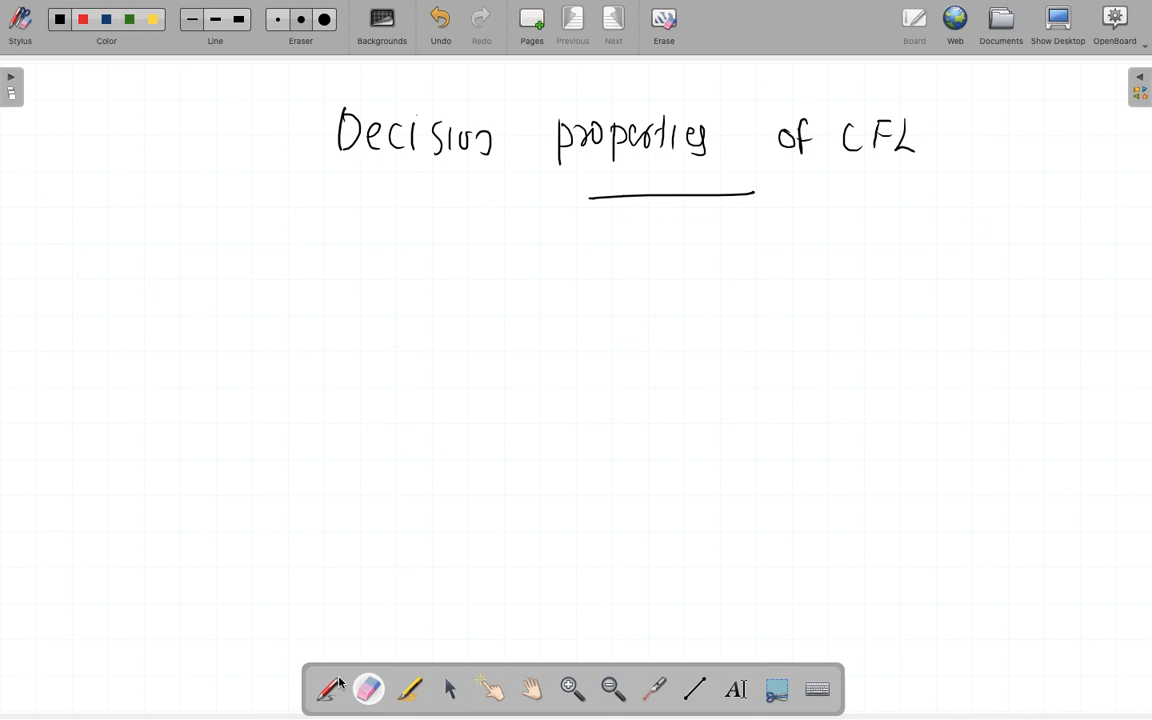 Stylus Color Line Eraser Backgrounds Undo Redo Pages Previous Next Erase Board Web Documents Show Desktop OpenBoard
Decision properties of CFL
AI